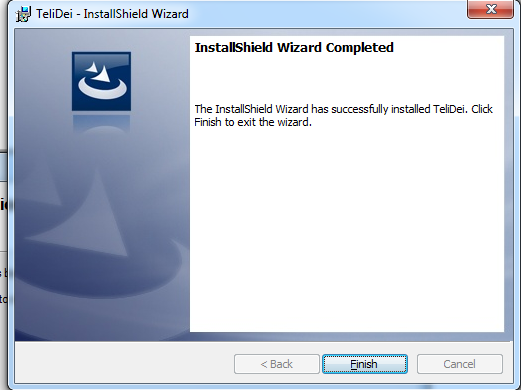 TeliDei - InstallShield Wizard
InstallShield Wizard Completed
The InstallShield Wizard has successfully installed TeliDei. Click
Finish to exit the wizard.
< Back
Finish
Cancel